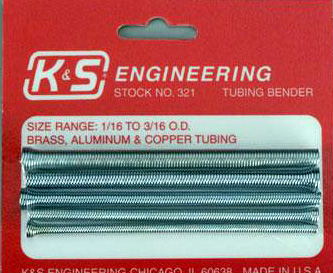 K&S ENGINEERING
STOCK NO. 321 TUBING BENDER
SIZE RANGE: 1/16 TO 3/16 O.D.
BRASS, ALUMINUM & COPPER TUBING
K&S ENGINEERING CHICAGO, IL 60638 MADE IN U.S.A.